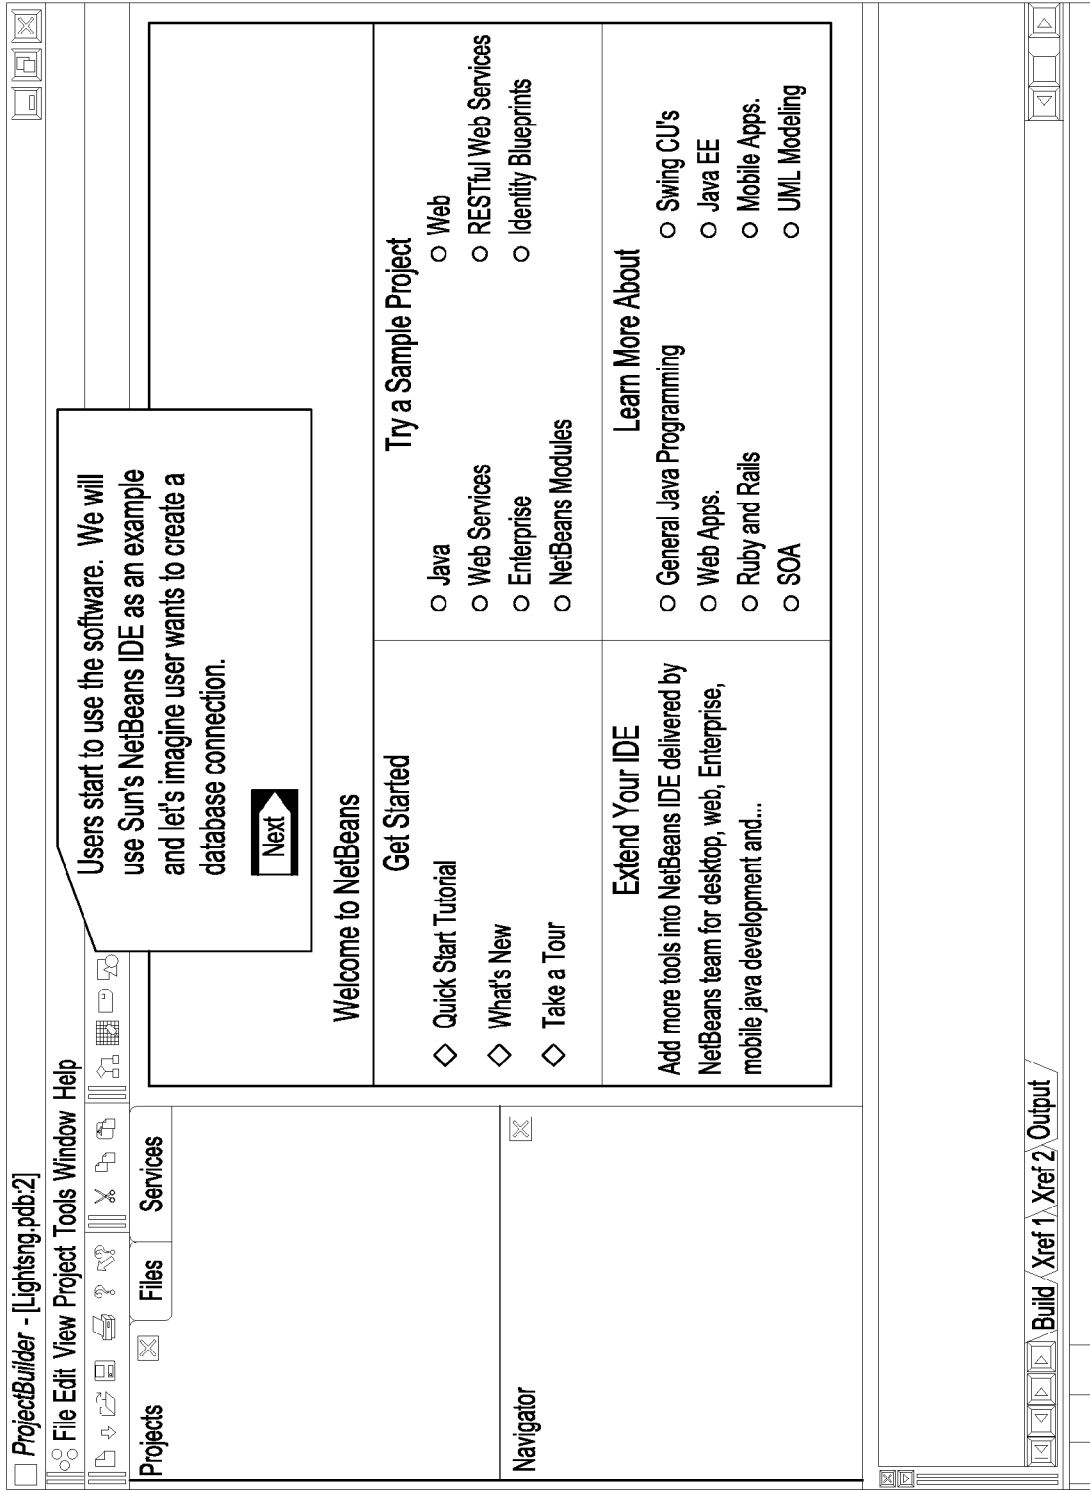 ProjectBuilder - [Lightsng.pdb:2]
File Edit View Project Tools Window Help
Projects
Files
Services
Users start to use the software. We will
use Sun's NetBeans IDE as an example
and let's imagine user wants to create a
database connection.
Next
Welcome to NetBeans
Get Started
Quick Start Tutorial
What's New
Take a Tour
Try a Sample Project
Java
Web Services
Enterprise
NetBeans Modules
Web
RESTful Web Services
Identity Blueprints
Extend Your IDE
Add more tools into NetBeans IDE delivered by
NetBeans team for desktop, web, Enterprise,
mobile java development and...
Learn More About
General Java Programming
Web Apps.
Ruby and Rails
SOA
Swing CU's
Java EE
Mobile Apps.
UML Modeling
Navigator
Build Xref 1 Xref 2 Output